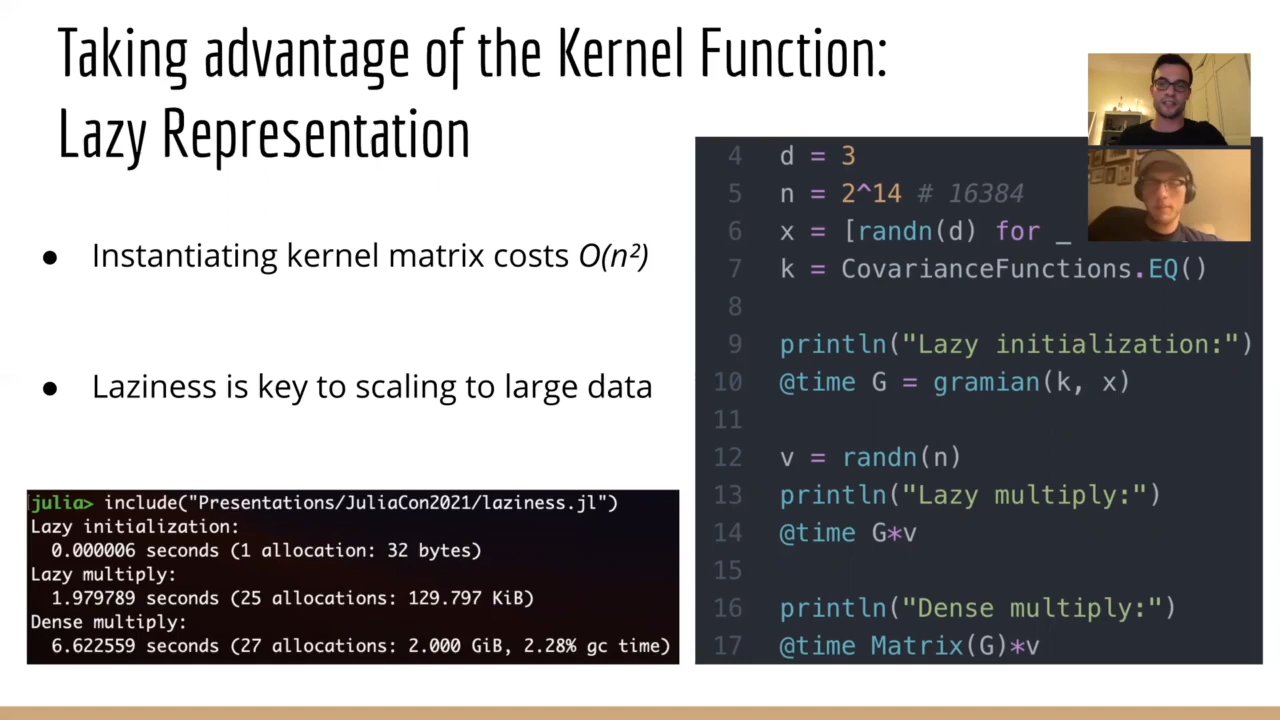 Taking advantage of the Kernel Function:
Lazy Representation
● Instantiating kernel matrix costs O(n²)
● Laziness is key to scaling to large data
julia> include("Presentations/JuliaCon2021/laziness.jl")
Lazy initialization:
0.000006 seconds (1 allocation: 32 bytes)
Lazy multiply:
1.979789 seconds (25 allocations: 129.797 KiB)
Dense multiply:
6.622559 seconds (27 allocations: 2.000 GiB, 2.28% gc time)
4 d = 3
5 n = 2^14 # 16384
6 x = [randn(d) for _
7 k = CovarianceFunctions.EQ()
8
9 println("Lazy initialization:")
10 @time G = gramian(k, x)
11
12 v = randn(n)
13 println("Lazy multiply:")
14 @time G*v
15
16 println("Dense multiply:")
17 @time Matrix(G)*v